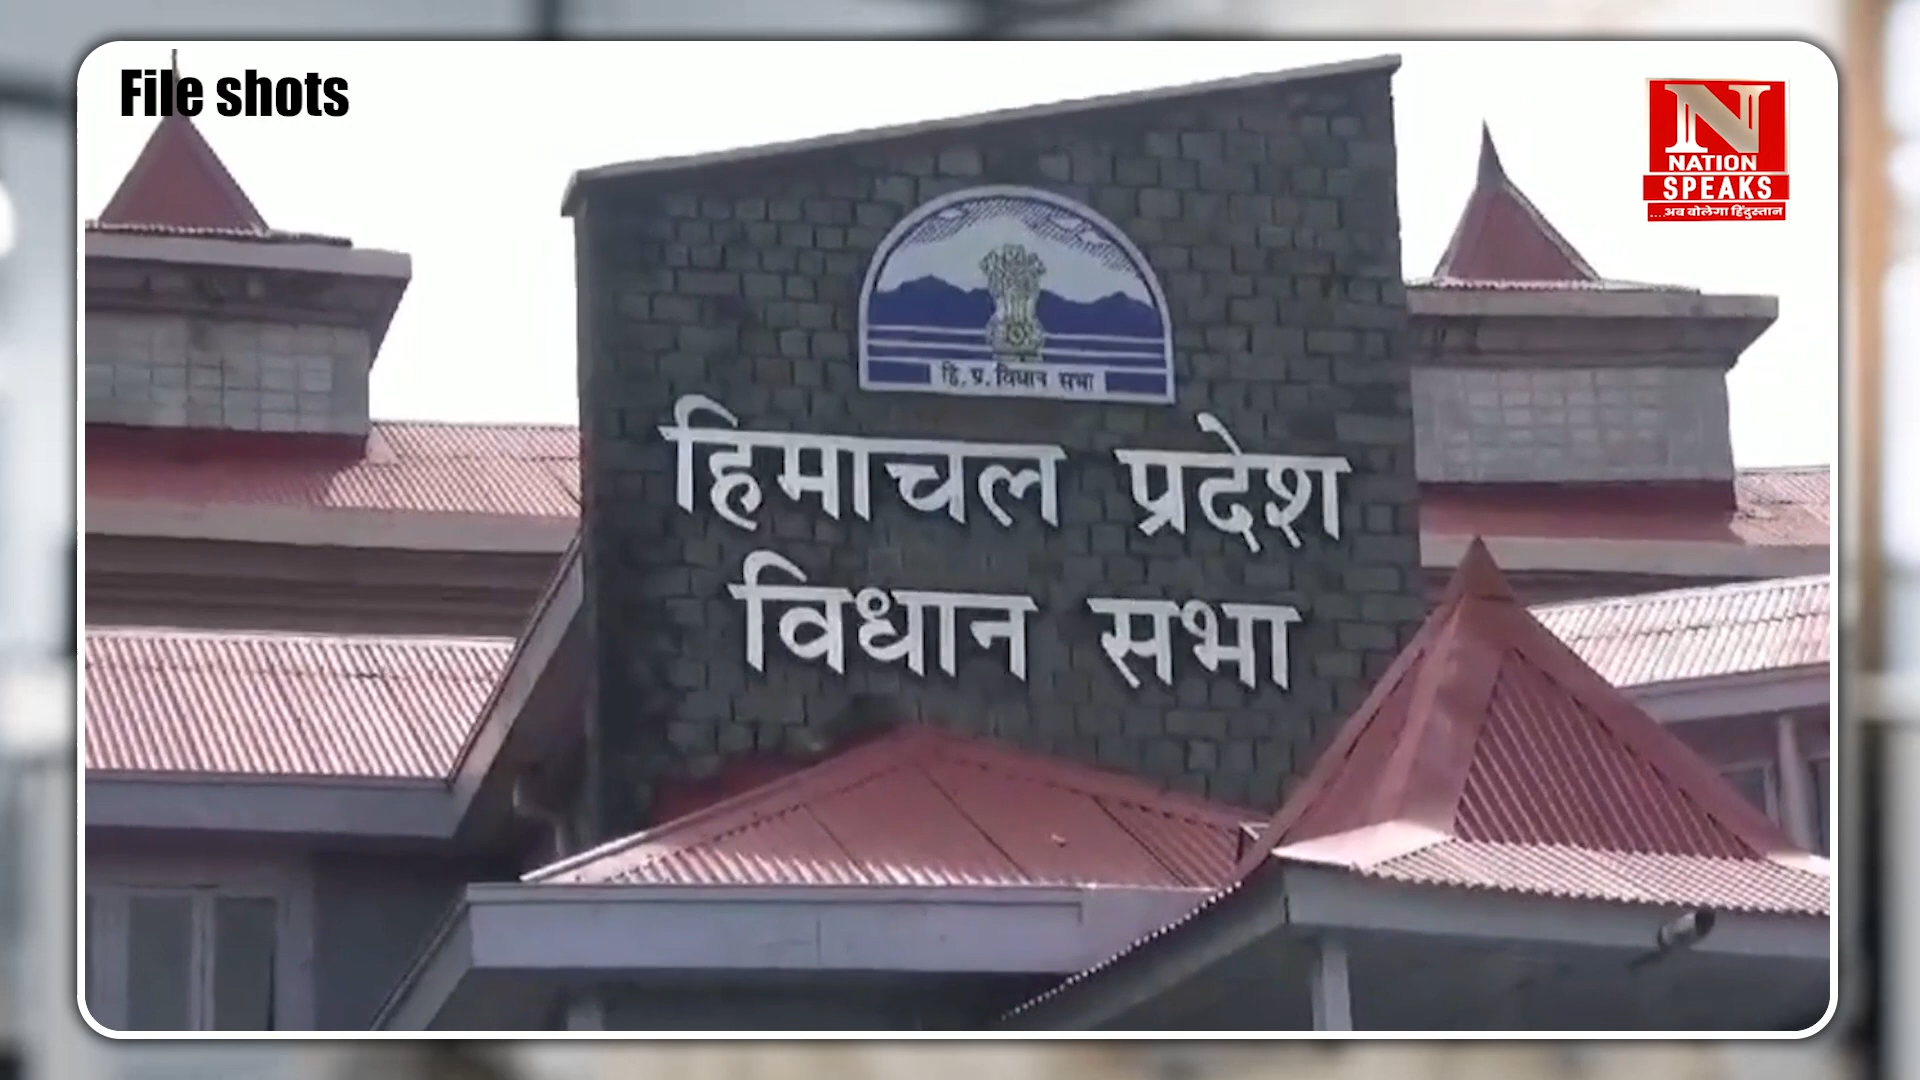 File shots
N
NATION
SPEAKS
....अब बोलेगा हिंदुस्तान
हि. प्र. विधान सभा
हिमाचल प्रदेश
विधान सभा